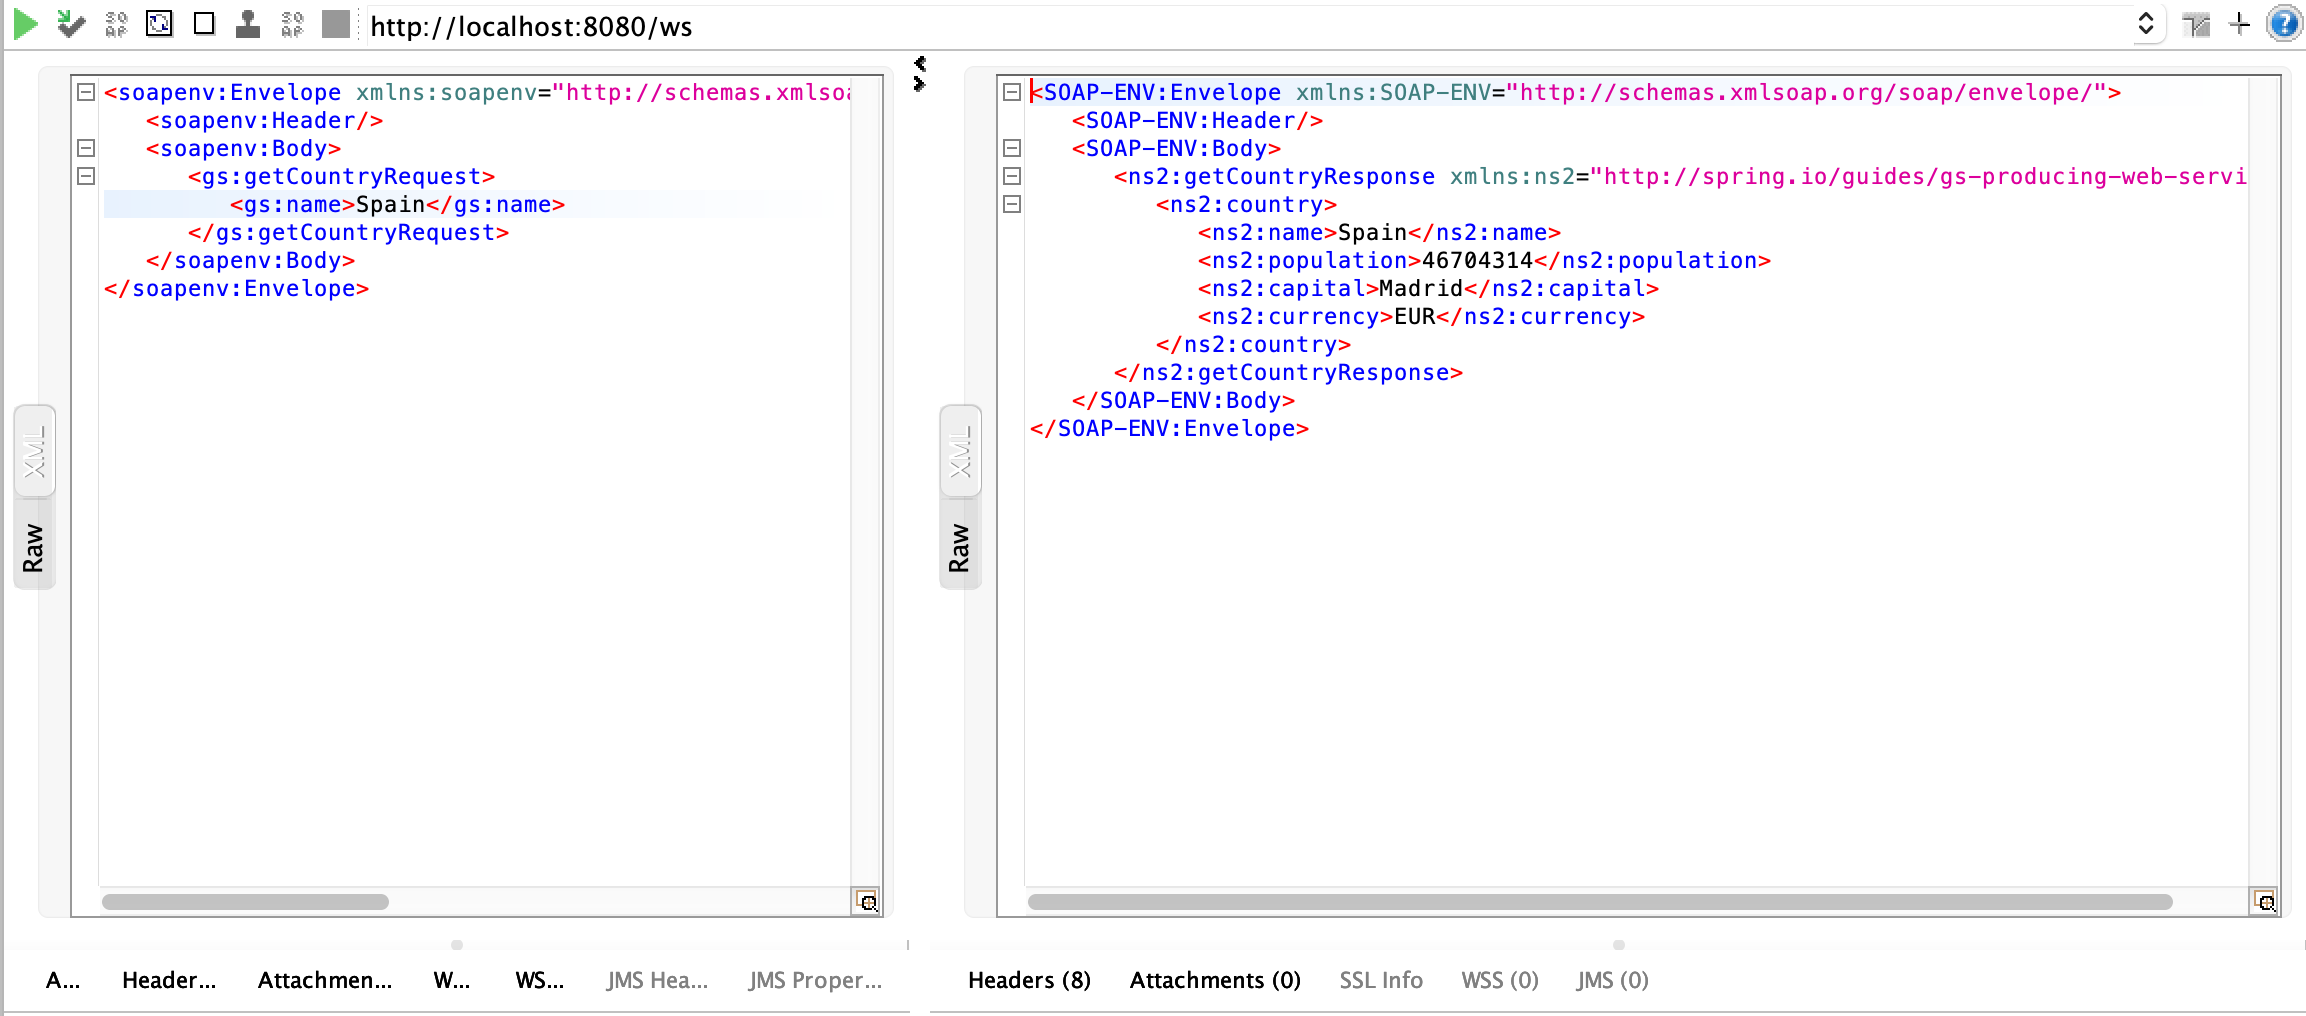 http://localhost:8080/ws
<soapenv:Envelope xmlns:soapenv="http://schemas.xmlsoa
<soapenv:Header/>
<soapenv:Body>
<gs:getCountryRequest>
<gs:name>Spain</gs:name>
</gs:getCountryRequest>
</soapenv:Body>
</soapenv:Envelope>
XML
Raw
A...
Header...
Attachmen...
W...
WS...
JMS Hea...
JMS Proper...
<SOAP-ENV:Envelope xmlns:SOAP-ENV="http://schemas.xmlsoap.org/soap/envelope/">
<SOAP-ENV:Header/>
<SOAP-ENV:Body>
<ns2:getCountryResponse xmlns:ns2="http://spring.io/guides/gs-producing-web-servi
<ns2:country>
<ns2:name>Spain</ns2:name>
<ns2:population>46704314</ns2:population>
<ns2:capital>Madrid</ns2:capital>
<ns2:currency>EUR</ns2:currency>
</ns2:country>
</ns2:getCountryResponse>
</SOAP-ENV:Body>
</SOAP-ENV:Envelope>
XML
Raw
Headers (8)
Attachments (0)
SSL Info
WSS (0)
JMS (0)